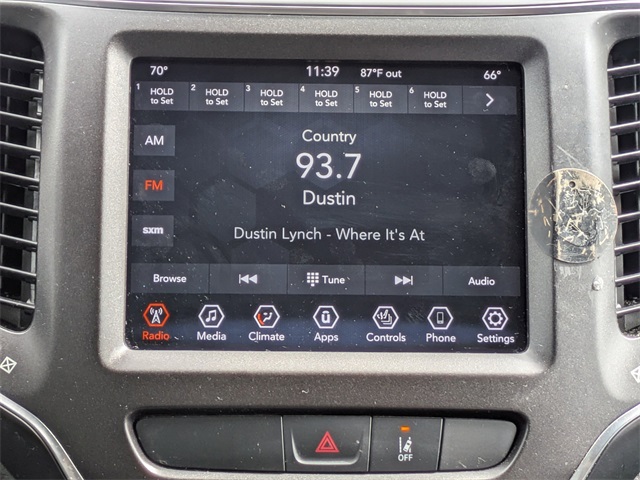 70° 11:39 87°F out 66°
1 HOLD to Set 2 HOLD to Set 3 HOLD to Set 4 HOLD to Set 5 HOLD to Set 6 HOLD to Set
Country
AM
93.7
FM
Dustin
sxm
Dustin Lynch - Where It's At
Browse Tune Audio
Radio Media Climate Apps Controls Phone Settings
OFF